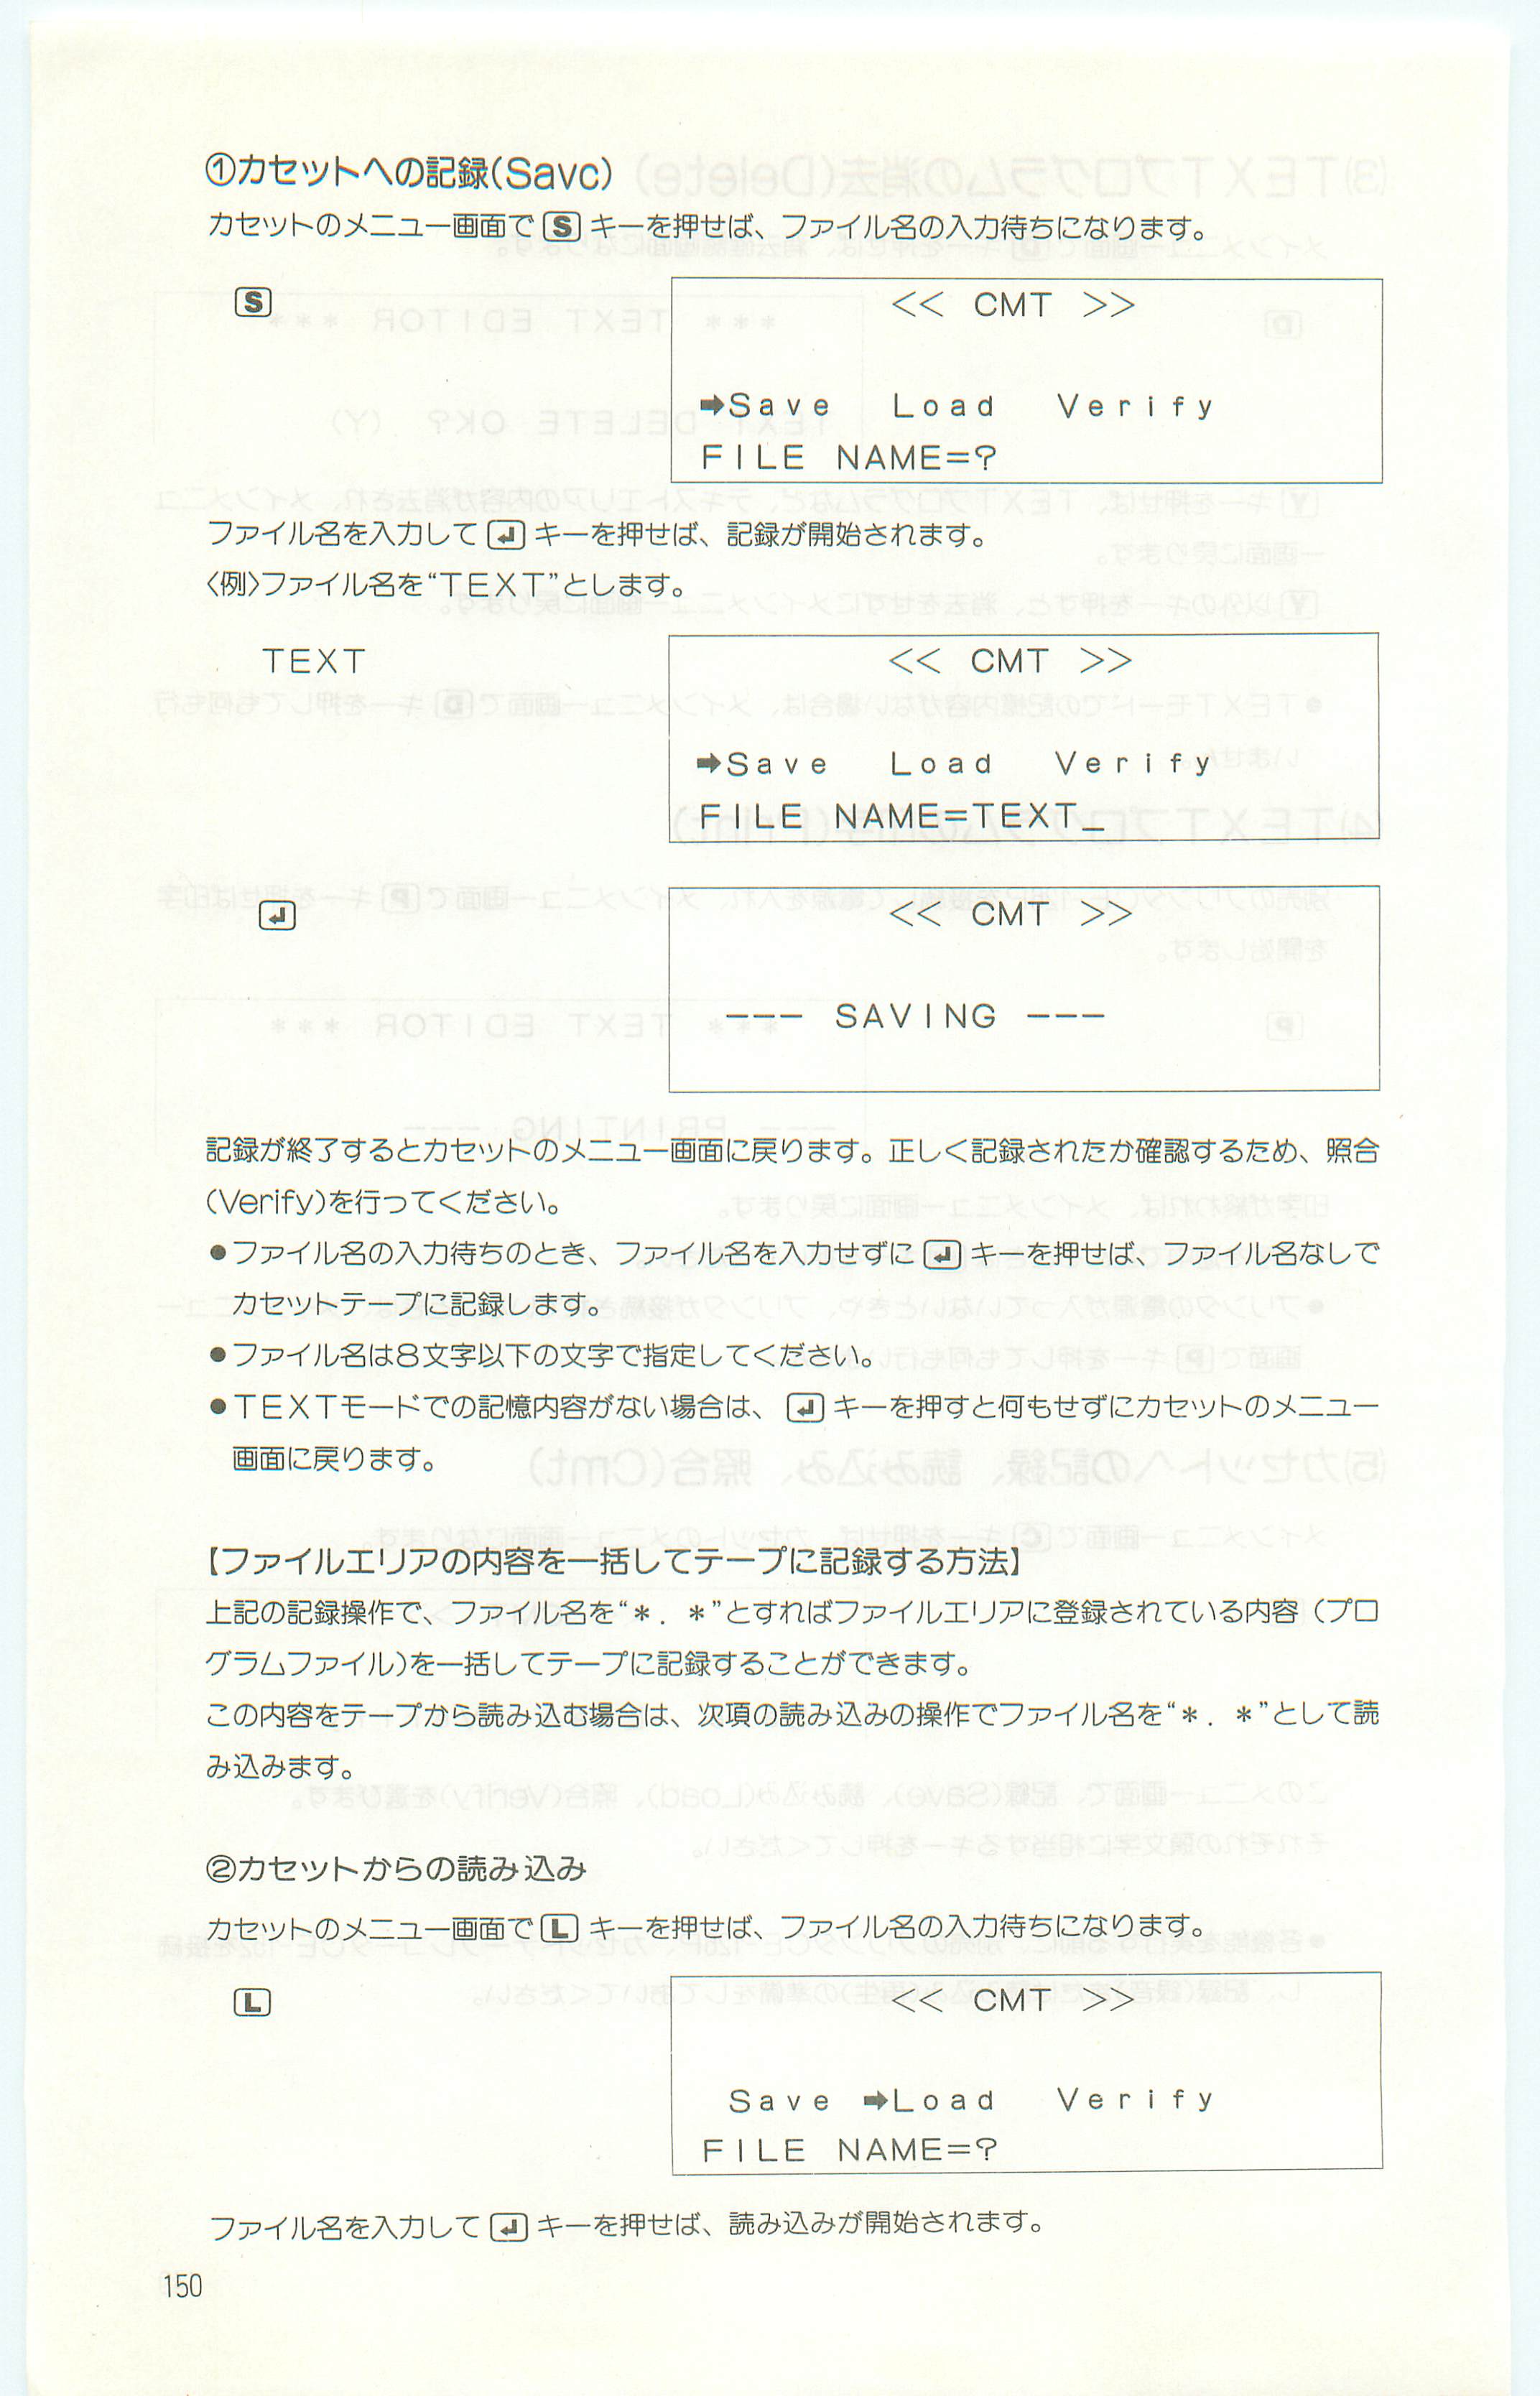 ①カセットへの記録(Savc)
カセットのメニュー画面で S キーを押せば、ファイル名の入力待ちになります。
S
<< CMT >>
➡Save Load Verify
FILE NAME=?
ファイル名を入力して ↵ キーを押せば、記録が開始されます。
〈例〉ファイル名を“TEXT”とします。
TEXT
<< CMT >>
➡Save Load Verify
FILE NAME=TEXT_
↵
<< CMT >>
――― SAVING ―――
記録が終了するとカセットのメニュー画面に戻ります。正しく記録されたか確認するため、照合
(Verify)を行ってください。
●ファイル名の入力待ちのとき、ファイル名を入力せずに ↵ キーを押せば、ファイル名なしで
カセットテープに記録します。
●ファイル名は8文字以下の文字で指定してください。
●TEXTモードでの記憶内容がない場合は、 ↵ キーを押すと何もせずにカセットのメニュー
画面に戻ります。
【ファイルエリアの内容を一括してテープに記録する方法】
上記の記録操作で、ファイル名を“*.*”とすればファイルエリアに登録されている内容(プロ
グラムファイル)を一括してテープに記録することができます。
この内容をテープから読み込む場合は、次項の読み込みの操作でファイル名を“*.*”として読
み込みます。
②カセットからの読み込み
カセットのメニュー画面で L キーを押せば、ファイル名の入力待ちになります。
L
<< CMT >>
Save ➡Load Verify
FILE NAME=?
ファイル名を入力して ↵ キーを押せば、読み込みが開始されます。
150